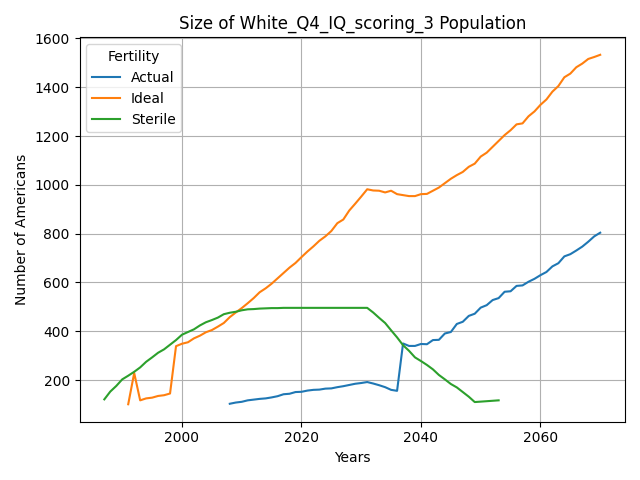 Size of White_Q4_IQ_scoring_3 Population
Fertility
Actual
Ideal
Sterile
Number of Americans
1600
1400
1200
1000
800
600
400
200
2000
2020
2040
2060
Years